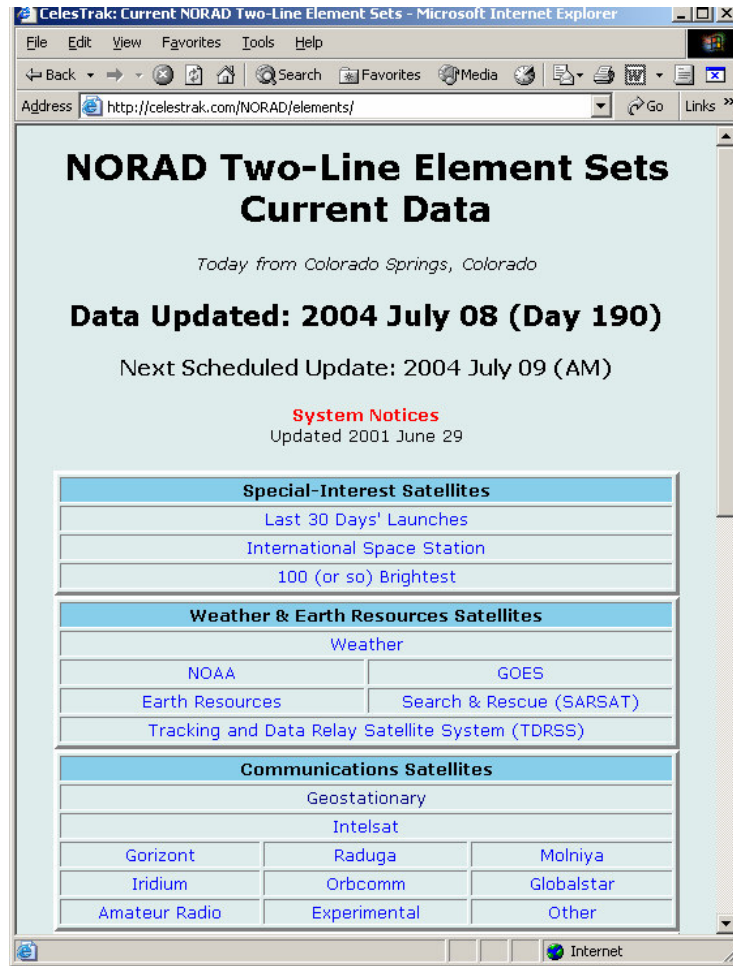 CelesTrak: Current NORAD Two-Line Element Sets - Microsoft Internet Explorer
File Edit View Favorites Tools Help
Back Search Favorites Media
Address http://celestrak.com/NORAD/elements/ Go Links »
NORAD Two-Line Element Sets
Current Data
Today from Colorado Springs, Colorado
Data Updated: 2004 July 08 (Day 190)
Next Scheduled Update: 2004 July 09 (AM)
System Notices
Updated 2001 June 29
Special-Interest Satellites
Last 30 Days' Launches
International Space Station
100 (or so) Brightest
Weather & Earth Resources Satellites
Weather
NOAA GOES
Earth Resources Search & Rescue (SARSAT)
Tracking and Data Relay Satellite System (TDRSS)
Communications Satellites
Geostationary
Intelsat
Gorizont Raduga Molniya
Iridium Orbcomm Globalstar
Amateur Radio Experimental Other
Internet